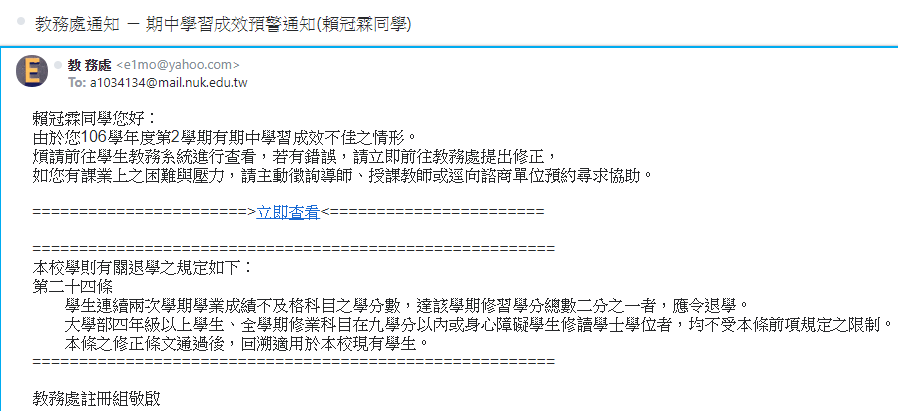 教務處通知 － 期中學習成效預警通知(賴冠霖同學)
E
教 務處 <e1mo@yahoo.com>
To: a1034134@mail.nuk.edu.tw
賴冠霖同學您好：
由於您106學年度第2學期有期中學習成效不佳之情形。
煩請前往學生教務系統進行查看，若有錯誤，請立即前往教務處提出修正，
如您有課業上之困難與壓力，請主動徵詢導師、授課教師或逕向諮商單位預約尋求協助。
=======================>立即查看<=======================
========================================================
本校學則有關退學之規定如下：
第二十四條
學生連續兩次學期學業成績不及格科目之學分數，達該學期修習學分總數二分之一者，應令退學。
大學部四年級以上學生、全學期修業科目在九學分以內或身心障礙學生修讀學士學位者，均不受本條前項規定之限制。
本條之修正條文通過後，回溯適用於本校現有學生。
========================================================
教務處註冊組敬啟